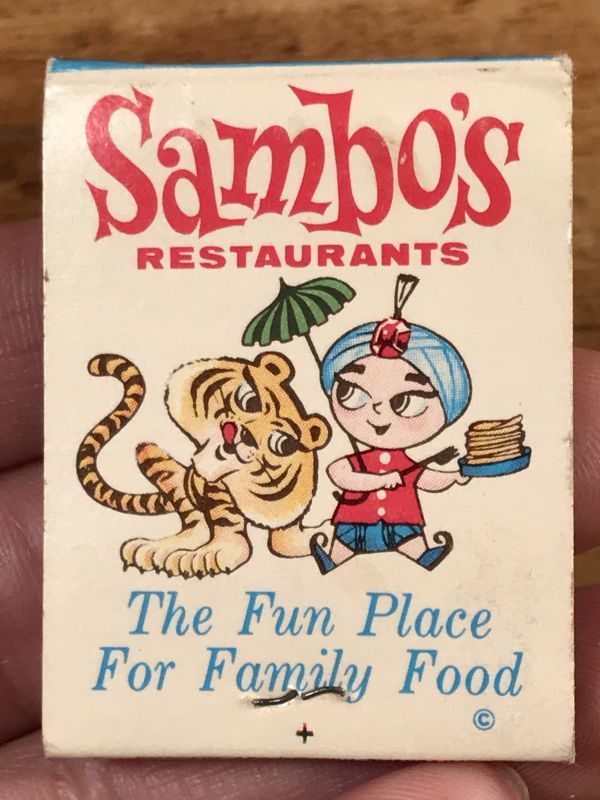 Sambo's
RESTAURANTS
The Fun Place
For Family Food
©